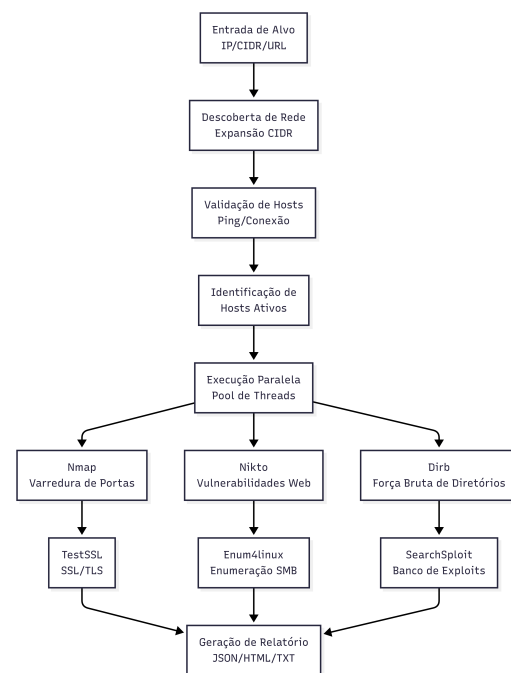 Entrada de Alvo
IP/CIDR/URL
Descoberta de Rede
Expansão CIDR
Validação de Hosts
Ping/Conexão
Identificação de
Hosts Ativos
Execução Paralela
Pool de Threads
Nmap
Varredura de Portas
Nikto
Vulnerabilidades Web
Dirb
Força Bruta de Diretórios
TestSSL
SSL/TLS
Enum4linux
Enumeração SMB
SearchSploit
Banco de Exploits
Geração de Relatório
JSON/HTML/TXT